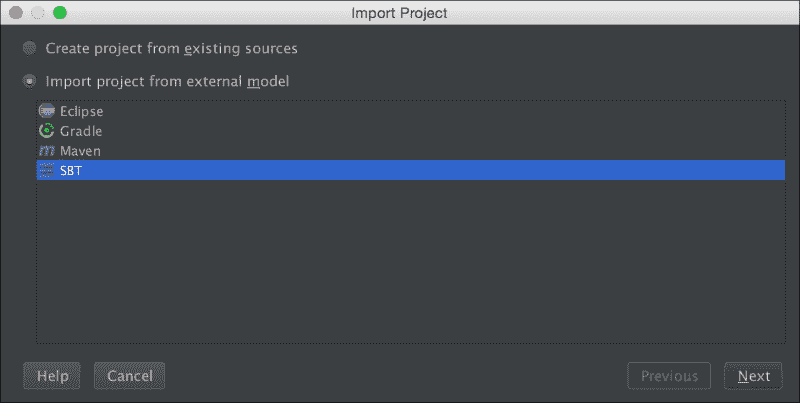 Import Project
Create project from existing sources
Import project from external model
Eclipse
Gradle
Maven
SBT
Help Cancel Previous Next